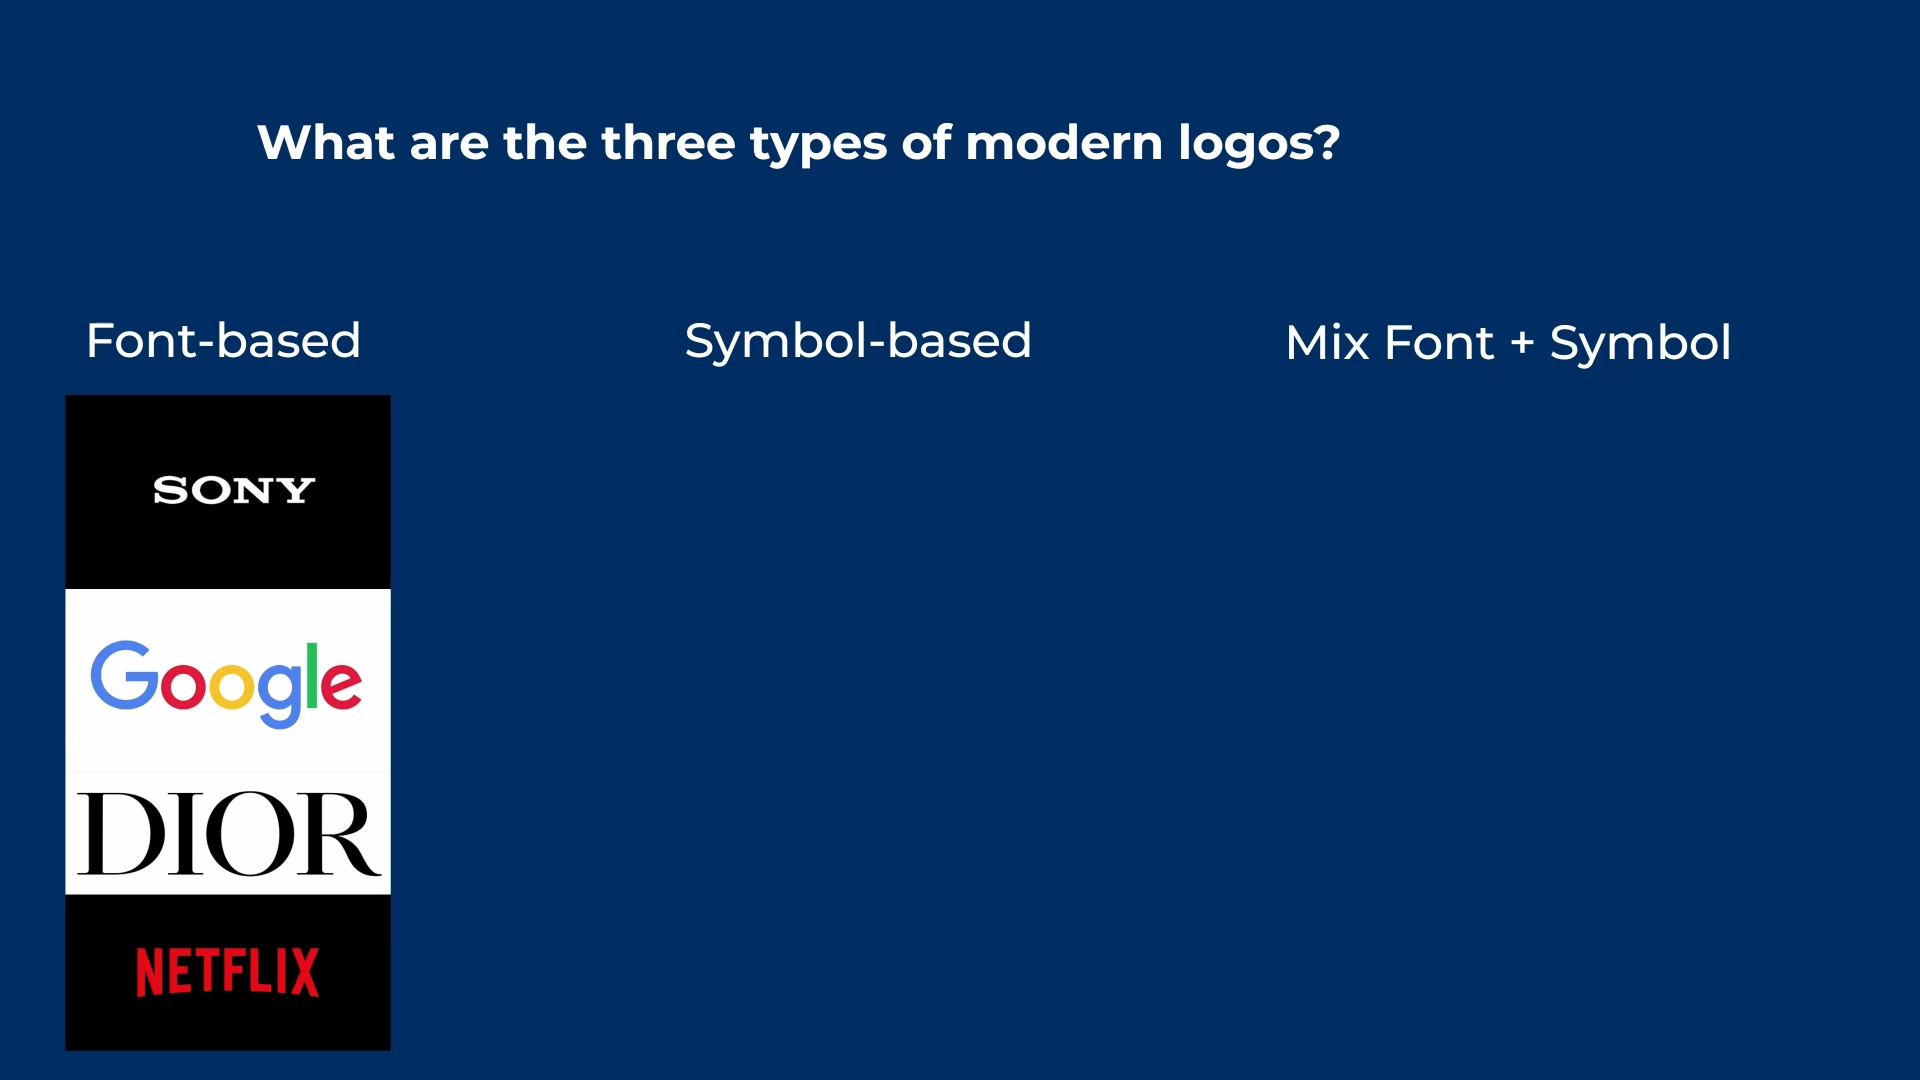 What are the three types of modern logos?
Font-based
Symbol-based
Mix Font + Symbol
SONY
Google
DIOR
NETFLIX